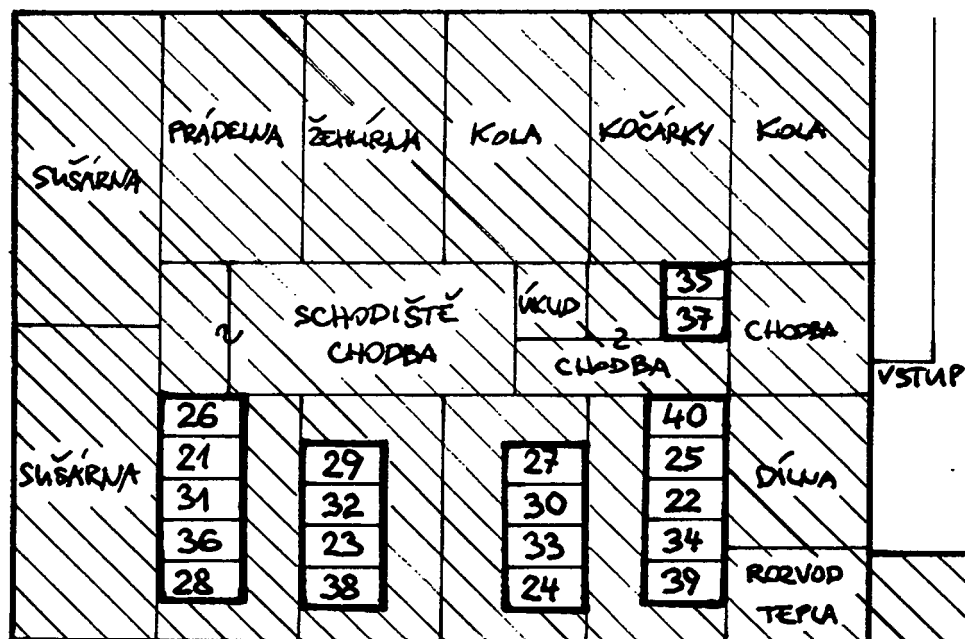 PRÁDELNA
ŽEHLÍRNA
KOLA
KOČÁRKY
KOLA
SUŠÁRNA
SCHODIŠTĚ
CHODBA
ÚKLID
35
37
CHODBA
CHODBA
VSTUP
SUŠÁRNA
26
21
31
36
28
29
32
23
38
27
30
33
24
40
25
22
34
39
DÍLNA
ROZVOD
TEPLA